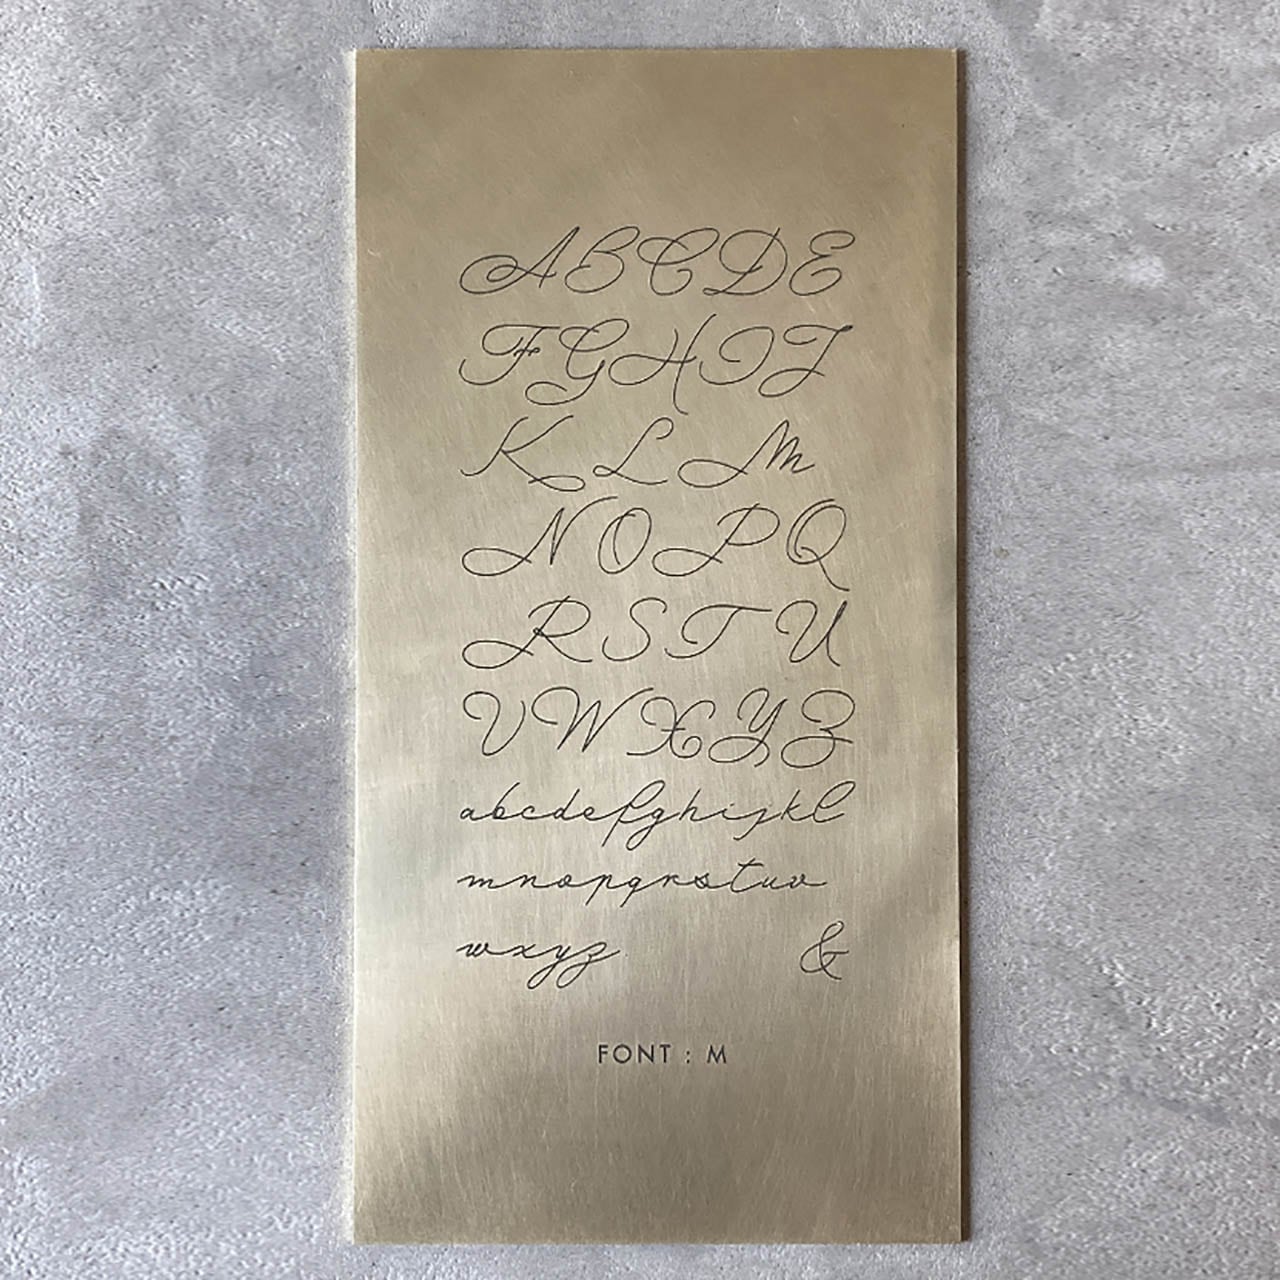 ABCDE
FGHIJ
KLM
NOPQ
RSTU
VWXYZ
abcdefghijkl
mnopqrstuv
wxyz &
FONT : M